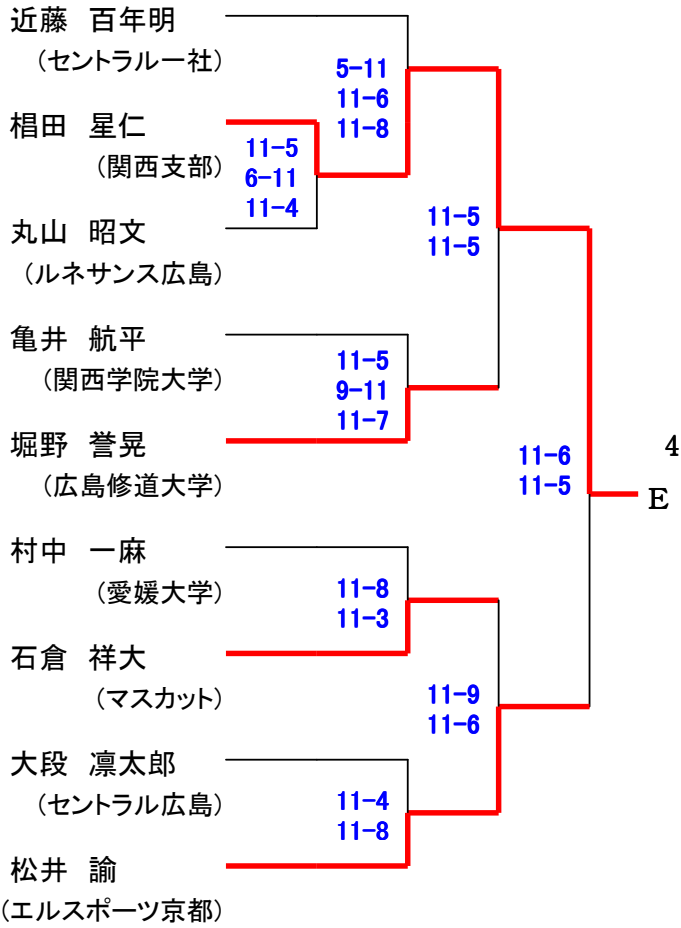 近藤　百年明
(セントラル一社)
5-11
11-6
11-8
椙田　星仁
(関西支部)
11-5
6-11
11-4
丸山　昭文
(ルネサンス広島)
11-5
11-5
亀井　航平
(関西学院大学)
11-5
9-11
11-7
堀野　誉晃
(広島修道大学)
11-6
11-5
4
E
村中　一麻
(愛媛大学)
11-8
11-3
石倉　祥大
(マスカット)
11-9
11-6
大段　凛太郎
(セントラル広島)
11-4
11-8
松井　諭
(エルスポーツ京都)